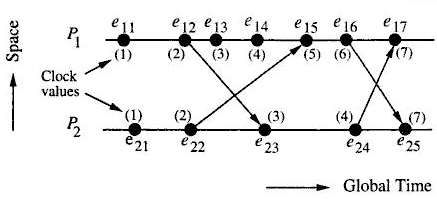 e11 e12 e13 e14 e15 e16 e17
P1
(1) (2) (3) (4) (5) (6) (7)
Space
Clock
values
(1) (2) (3) (4) (7)
P2
e21 e22 e23 e24 e25
Global Time